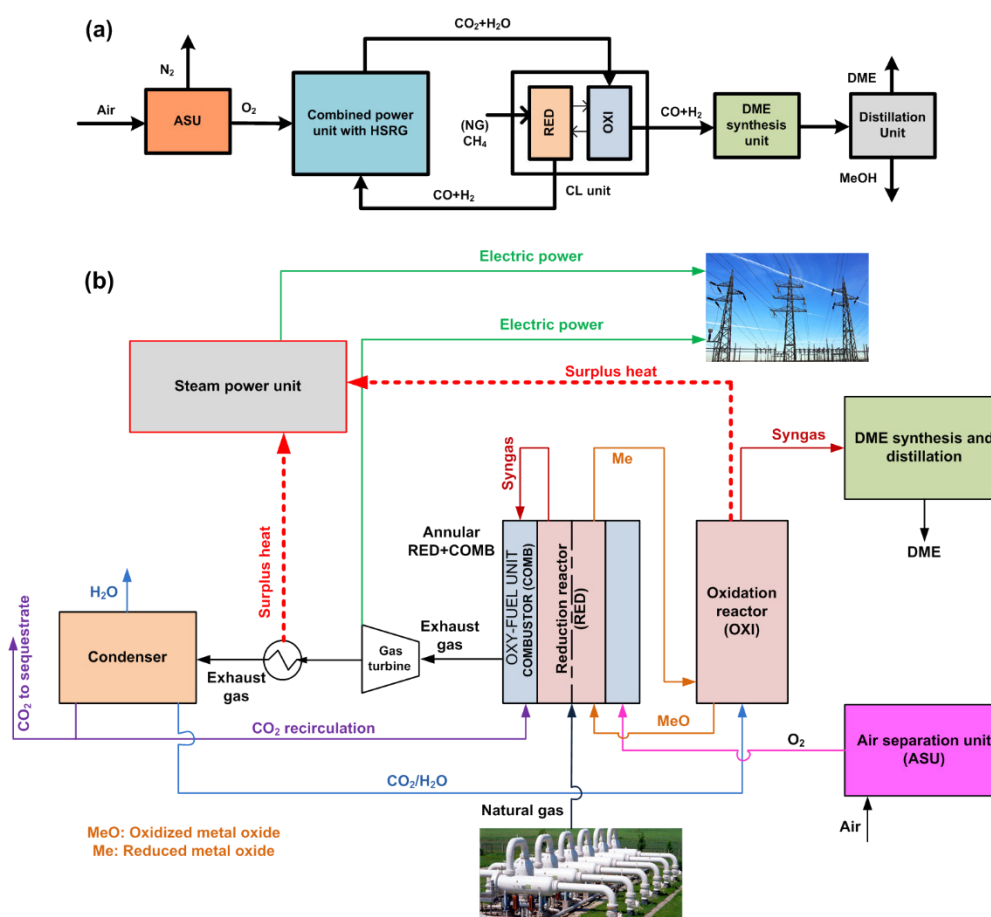 (a)
CO₂+H₂O
N₂
DME
Air
ASU
O₂
Combined power
unit with HSRG
(NG)
CH₄
RED
OXI
CO+H₂
DME
synthesis
unit
Distillation
Unit
CO+H₂
CL unit
MeOH
(b)
Electric power
Electric power
Steam power unit
Surplus heat
Syngas
DME synthesis and
distillation
Syngas
Me
Annular
RED+COMB
DME
Surplus heat
H₂O
OXY-FUEL UNIT
COMBUSTOR (COMB)
Reduction reactor
(RED)
Oxidation
reactor
(OXI)
CO₂ to sequestrate
Condenser
Exhaust
gas
Gas
turbine
Exhaust
gas
CO₂ recirculation
MeO
O₂
Air separation unit
(ASU)
CO₂/H₂O
Natural gas
Air
MeO: Oxidized metal oxide
Me: Reduced metal oxide